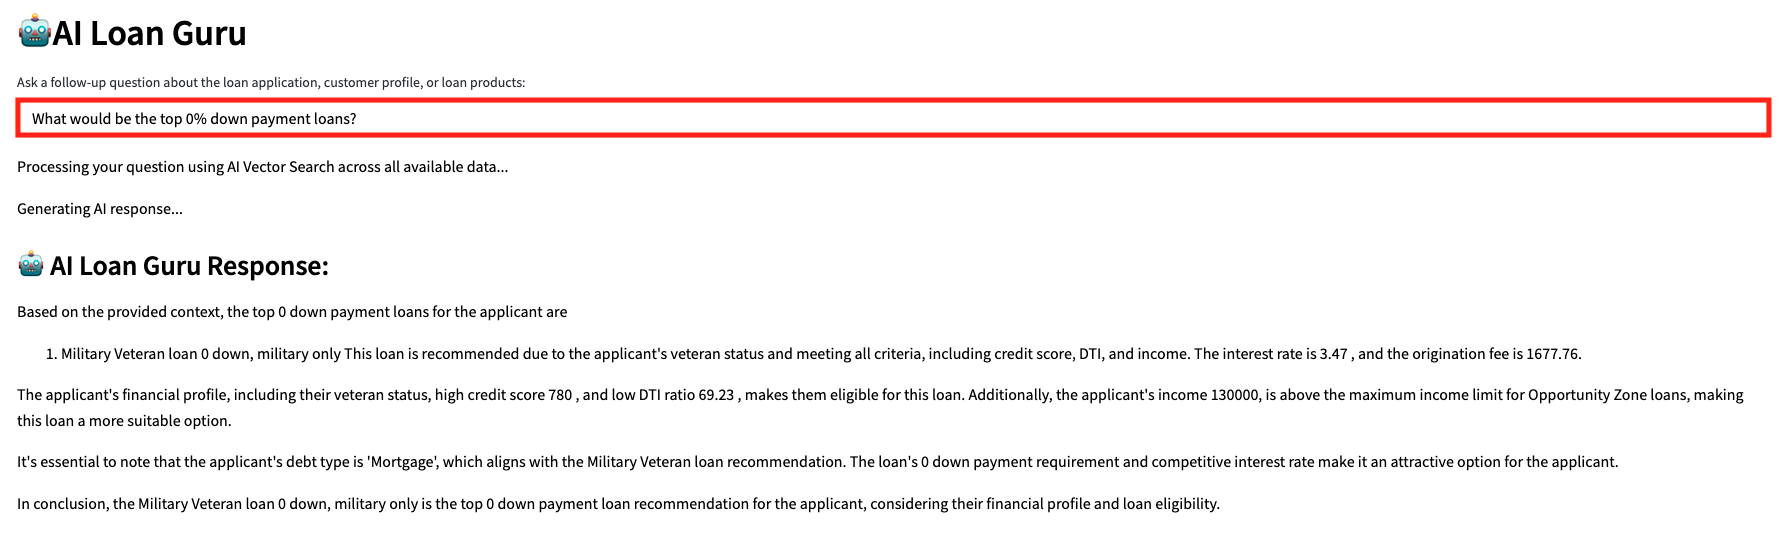 🤖AI Loan Guru
Ask a follow-up question about the loan application, customer profile, or loan products:
What would be the top 0% down payment loans?
Processing your question using AI Vector Search across all available data...
Generating AI response...
🤖 AI Loan Guru Response:
Based on the provided context, the top 0 down payment loans for the applicant are
1. Military Veteran loan 0 down, military only This loan is recommended due to the applicant's veteran status and meeting all criteria, including credit score, DTI, and income. The interest rate is 3.47 , and the origination fee is 1677.76.
The applicant's financial profile, including their veteran status, high credit score 780 , and low DTI ratio 69.23 , makes them eligible for this loan. Additionally, the applicant's income 130000, is above the maximum income limit for Opportunity Zone loans, making
this loan a more suitable option.
It's essential to note that the applicant's debt type is 'Mortgage', which aligns with the Military Veteran loan recommendation. The loan's 0 down payment requirement and competitive interest rate make it an attractive option for the applicant.
In conclusion, the Military Veteran loan 0 down, military only is the top 0 down payment loan recommendation for the applicant, considering their financial profile and loan eligibility.